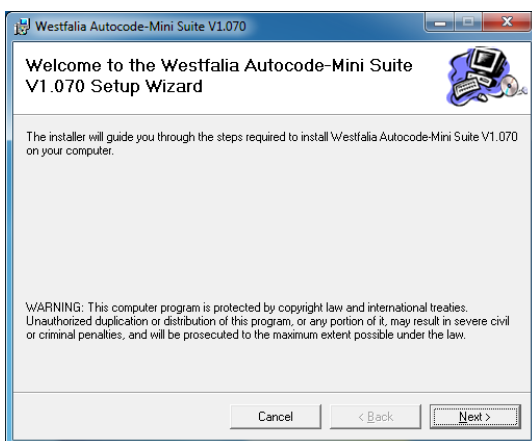 Westfalia Autocode-Mini Suite V1.070
Welcome to the Westfalia Autocode-Mini Suite
V1.070 Setup Wizard
The installer will guide you through the steps required to install Westfalia Autocode-Mini Suite V1.070
on your computer.
WARNING: This computer program is protected by copyright law and international treaties.
Unauthorized duplication or distribution of this program, or any portion of it, may result in severe civil
or criminal penalties, and will be prosecuted to the maximum extent possible under the law.
Cancel < Back Next >